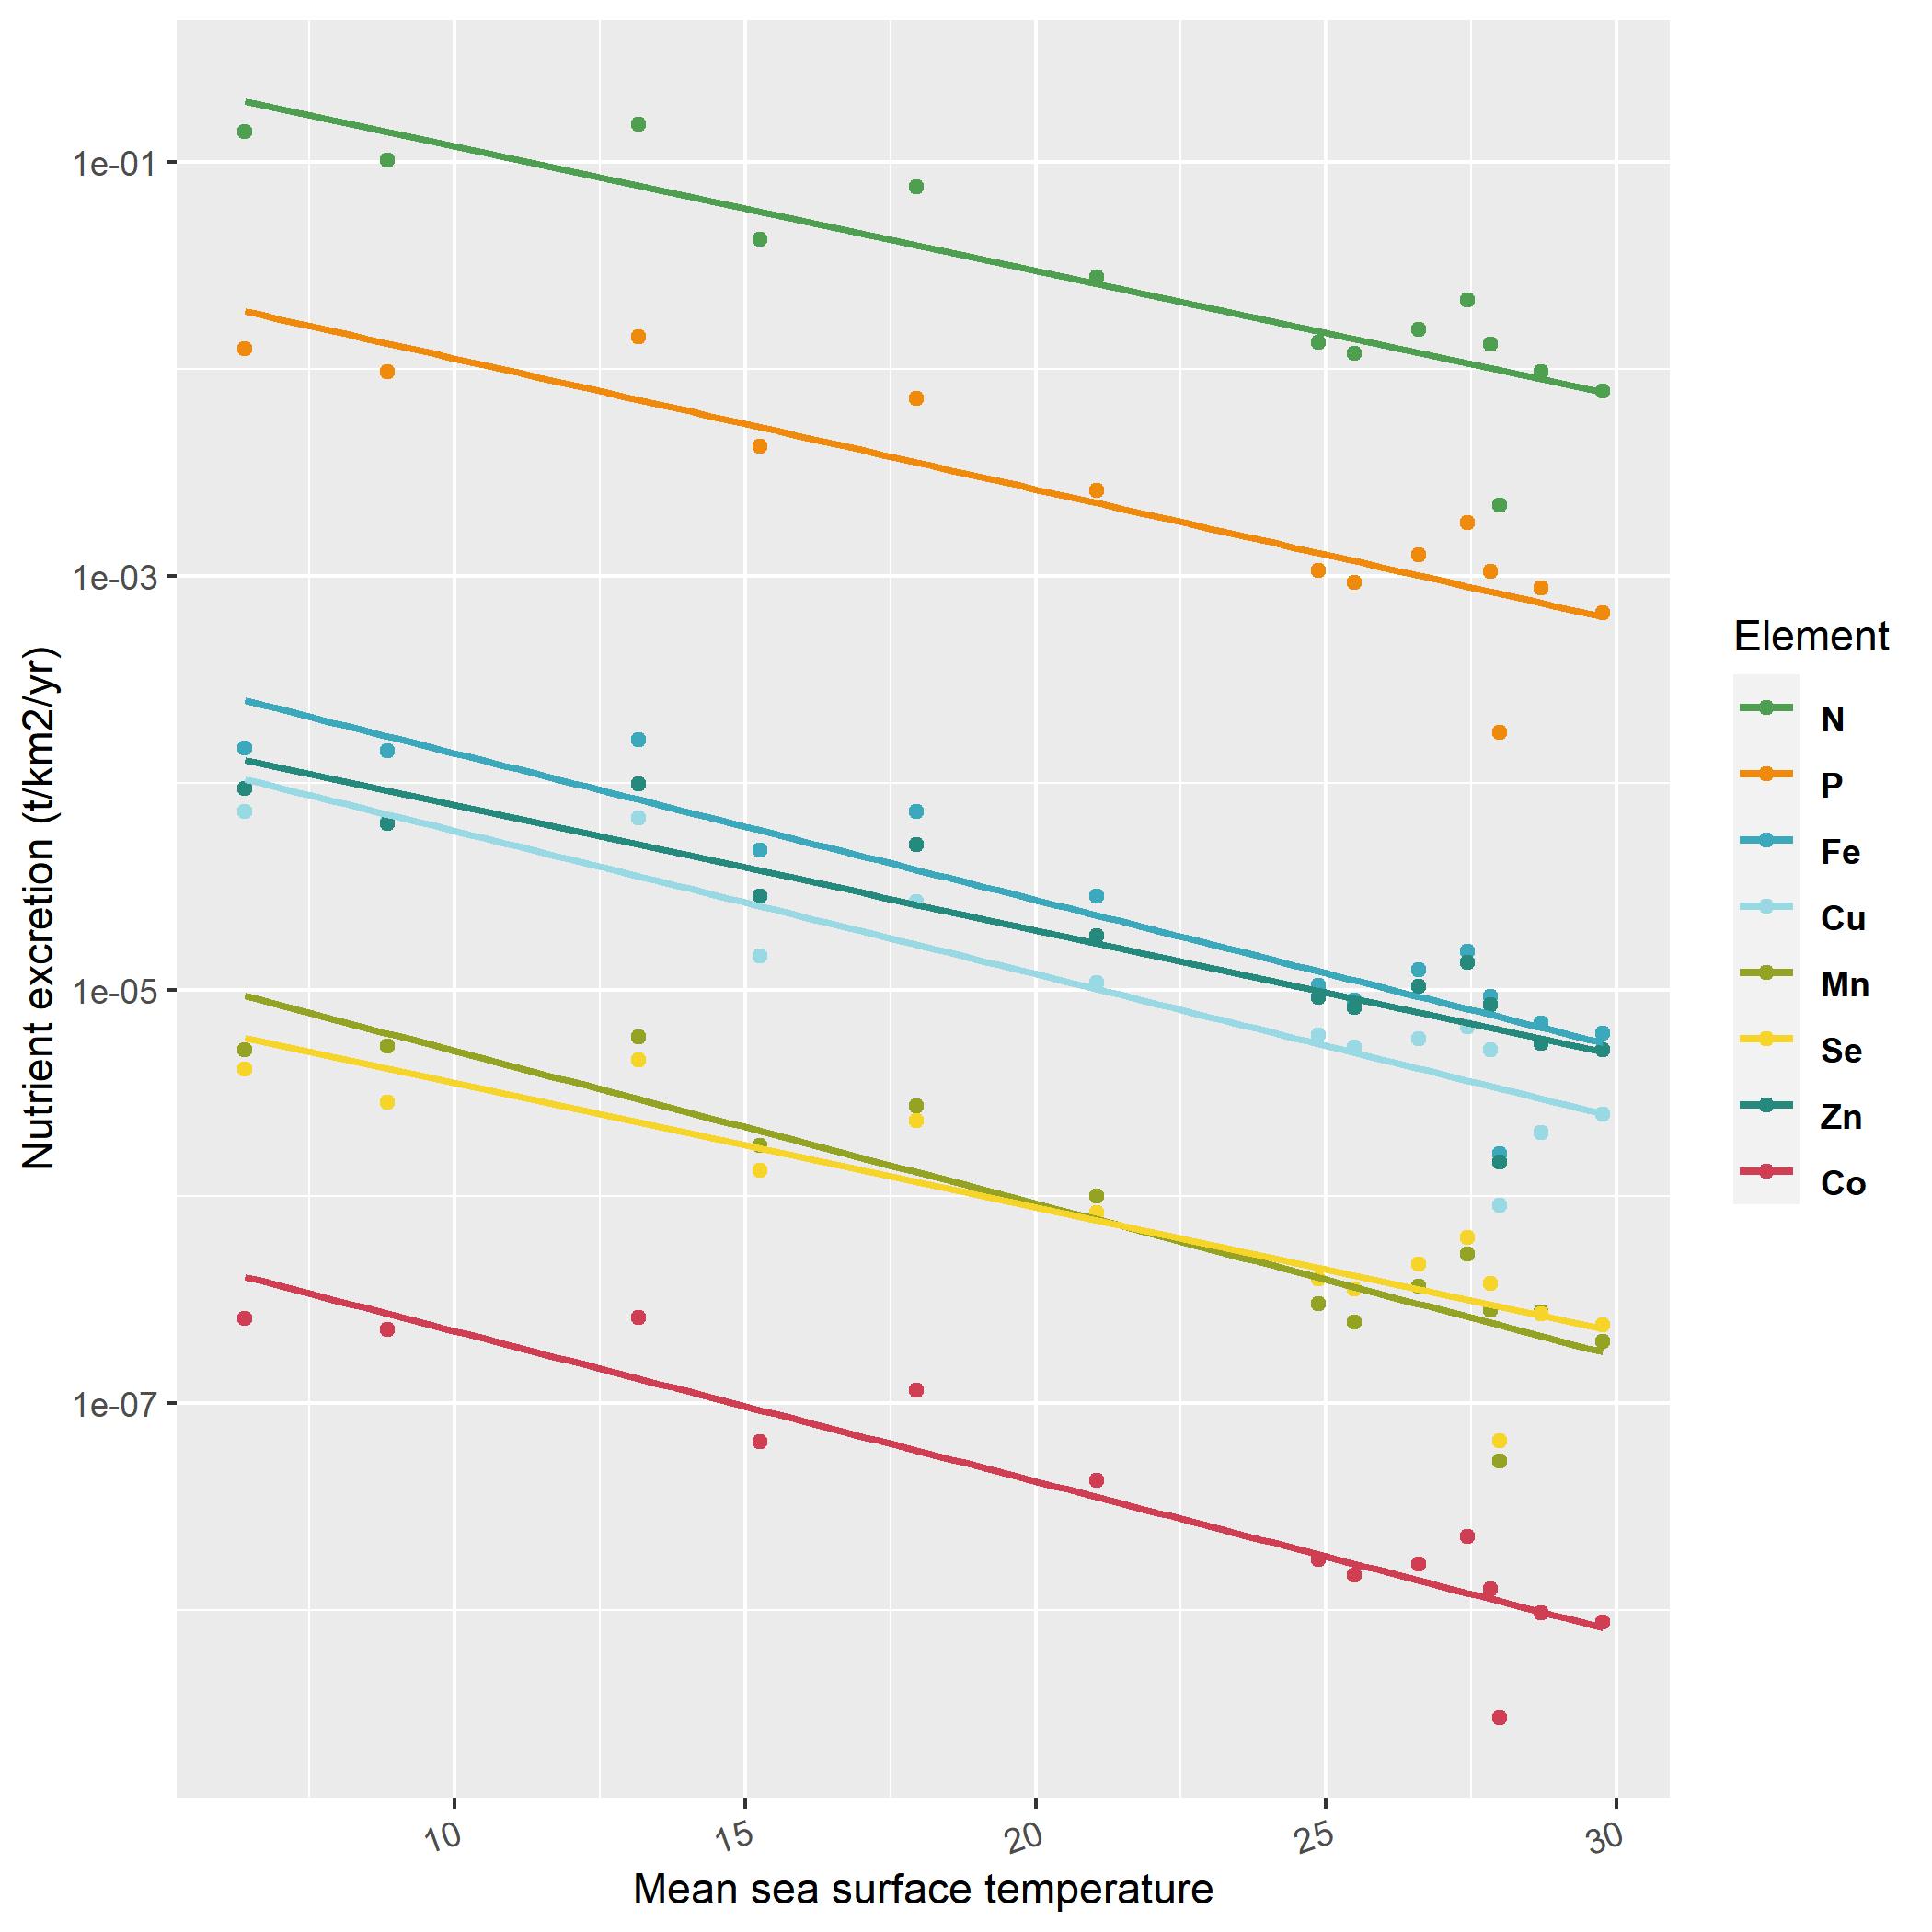 Nutrient excretion (t/km2/yr)
1e-01
1e-03
1e-05
1e-07
10
15
20
25
30
Mean sea surface temperature
Element
N
P
Fe
Cu
Mn
Se
Zn
Co